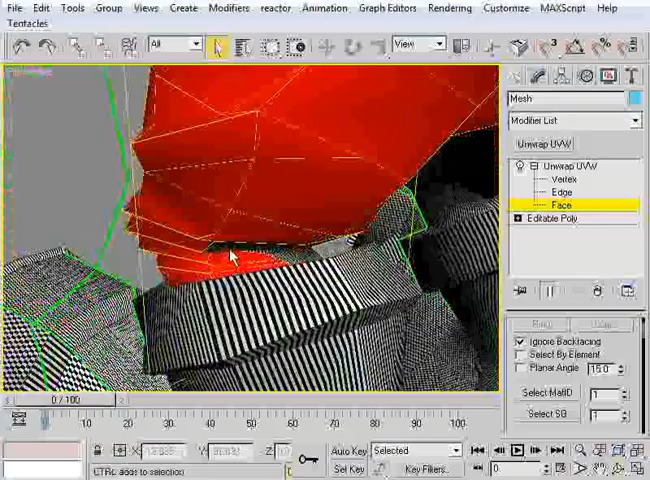 File Edit Tools Group Views Create Modifiers reactor Animation Graph Editors Rendering Customize MAXScript Help
Tentacles
All
View
Mesh
Modifier List
Unwrap UVW
Unwrap UVW
Vertex
Edge
Face
Editable Poly
Ignore Backfacing
Select By Element
Planar Angle 15.0
Select MatID 1
Select SG 1
0 / 100
10 20 30 40 50 60 70 80 90 100
X: Y: Z:
Auto Key Selected
Set Key Key Filters...
0
CTRL adds to selection